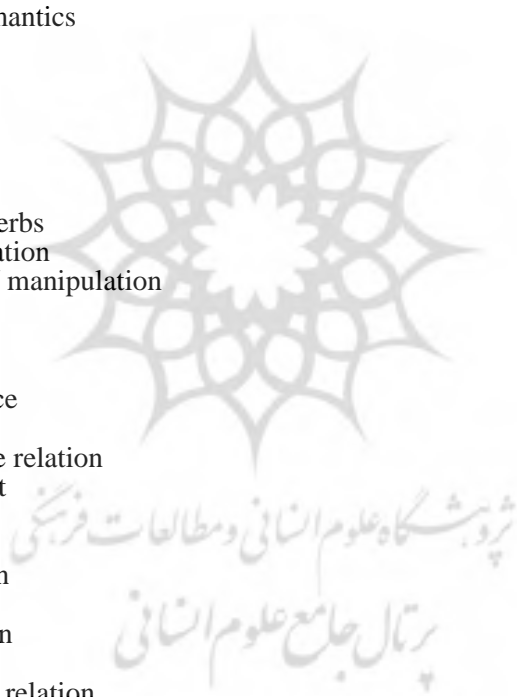 nantics
erbs
ation
manipulation
ce
e relation
t
پژوهشگاه علوم انسانی و مطالعات فرهنگی
n
پرتال جامع علوم انسانی
n
relation